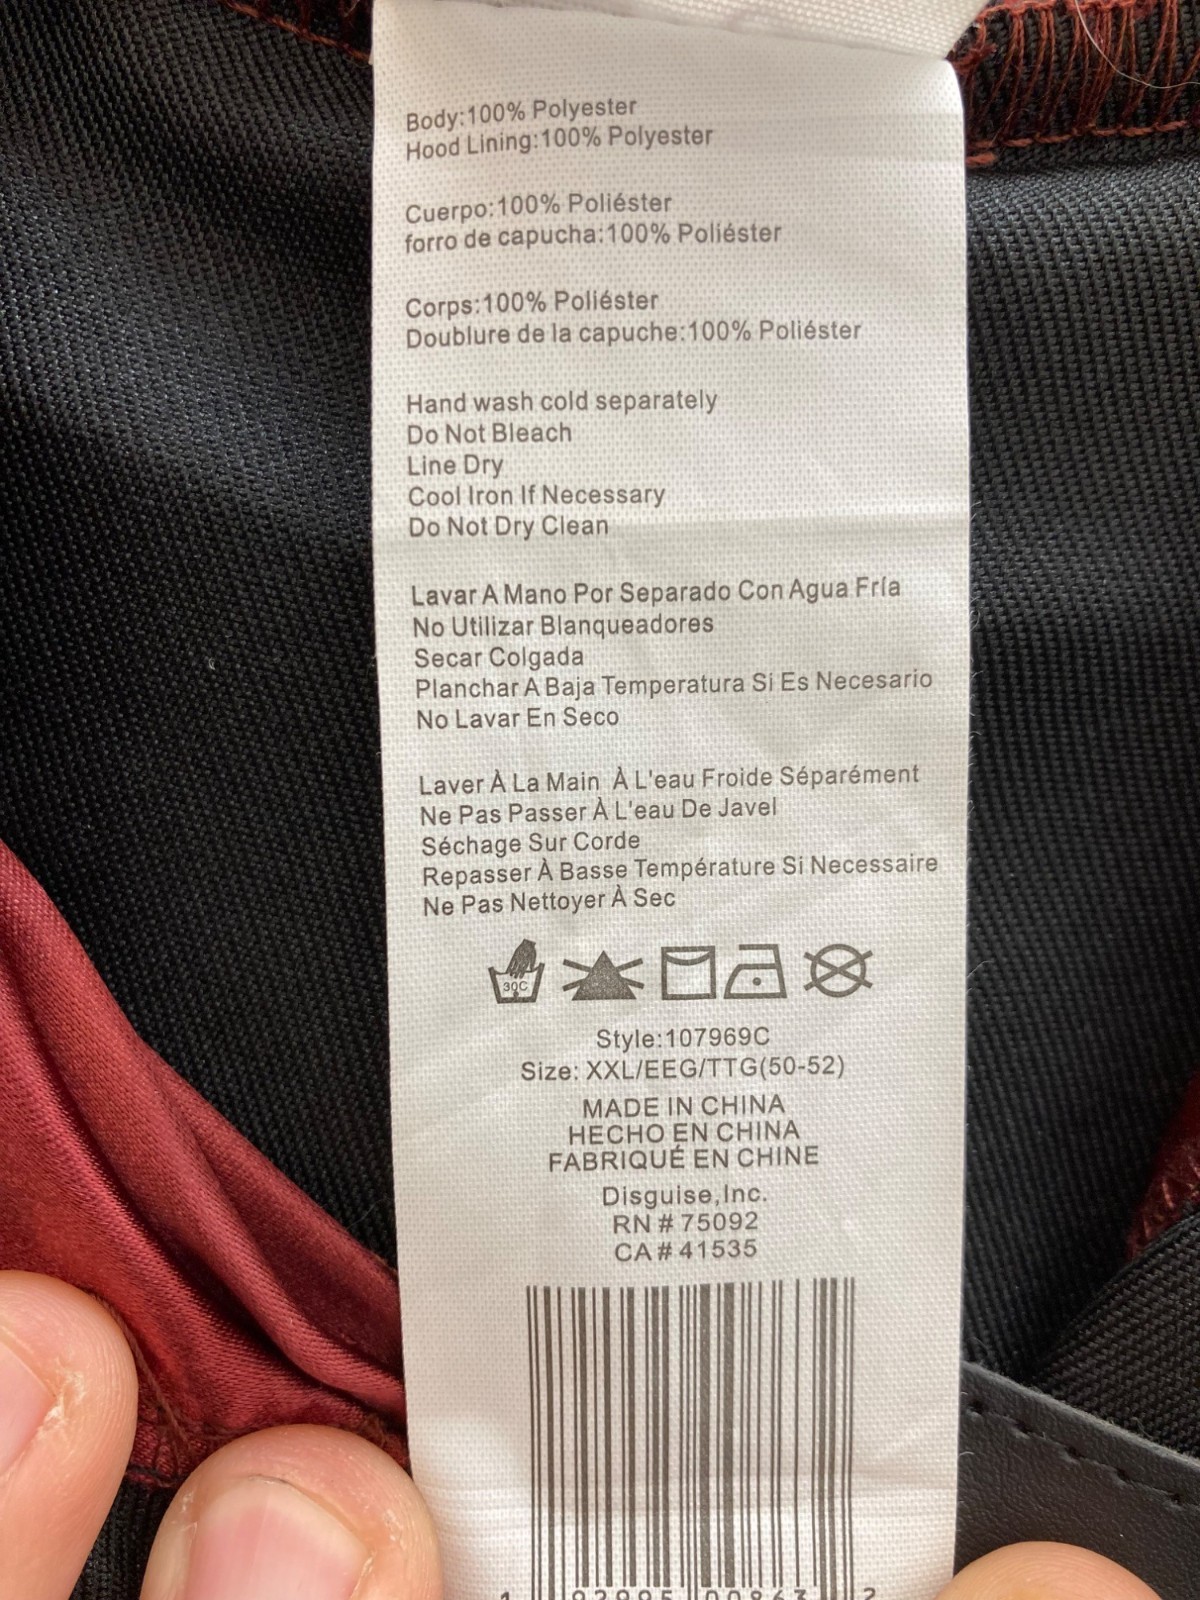 Body:100% Polyester
Hood Lining:100% Polyester
Cuerpo:100% Poliéster
forro de capucha:100% Poliéster
Corps:100% Poliéster
Doublure de la capuche:100% Poliéster
Hand wash cold separately
Do Not Bleach
Line Dry
Cool Iron If Necessary
Do Not Dry Clean
Lavar A Mano Por Separado Con Agua Fría
No Utilizar Blanqueadores
Secar Colgada
Planchar A Baja Temperatura Si Es Necesario
No Lavar En Seco
Laver À La Main À L'eau Froide Séparément
Ne Pas Passer À L'eau De Javel
Séchage Sur Corde
Repasser À Basse Température Si Necessaire
Ne Pas Nettoyer À Sec
30C
Style:107969C
Size: XXL/EEG/TTG(50-52)
MADE IN CHINA
HECHO EN CHINA
FABRIQUÉ EN CHINE
Disguise,Inc.
RN # 75092
CA # 41535